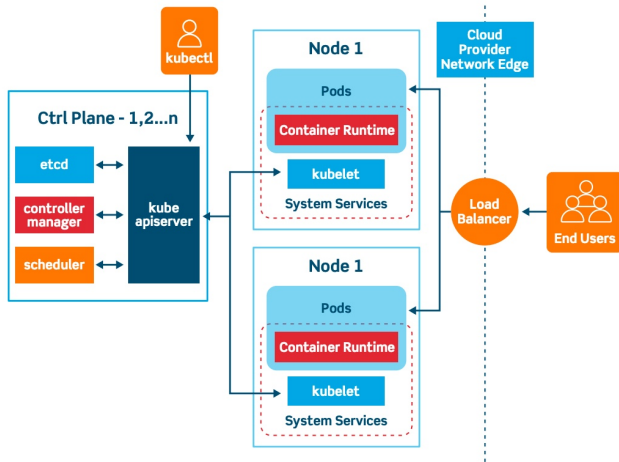 kubectl
Ctrl Plane - 1,2...n
etcd
controller
manager
scheduler
kube
apiserver
Node 1
Pods
Container Runtime
kubelet
System Services
Node 1
Pods
Container Runtime
kubelet
System Services
Cloud
Provider
Network Edge
Load
Balancer
End Users